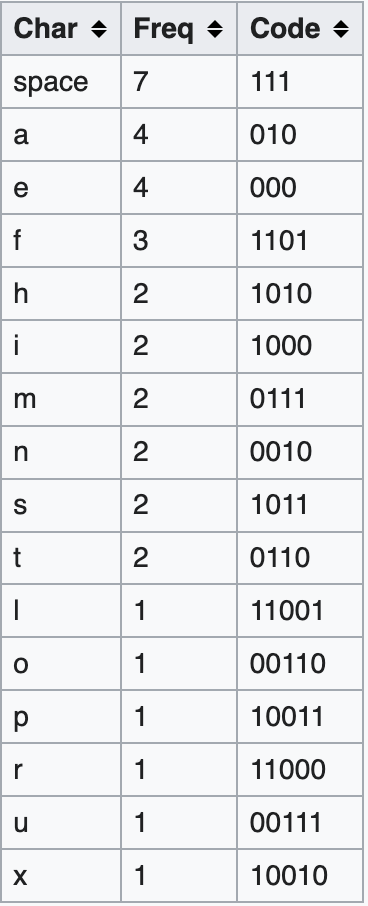 Char Freq Code
space 7 111
a 4 010
e 4 000
f 3 1101
h 2 1010
i 2 1000
m 2 0111
n 2 0010
s 2 1011
t 2 0110
l 1 11001
o 1 00110
p 1 10011
r 1 11000
u 1 00111
x 1 10010